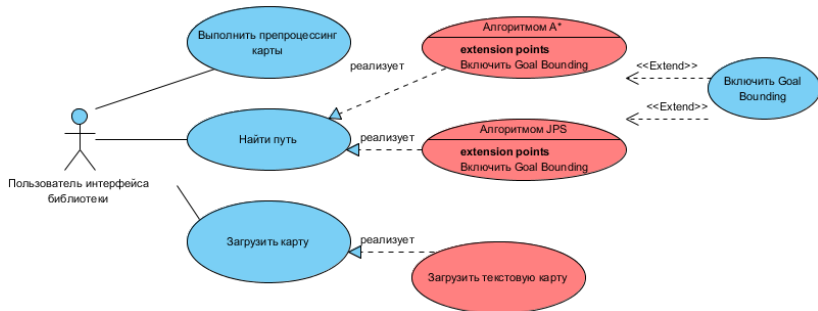 Выполнить препроцессинг
карты
реализует
Алгоритмом A*
extension points
Включить Goal Bounding
<<Extend>>
Включить Goal
Bounding
<<Extend>>
Найти путь
реализует
Алгоритмом JPS
extension points
Включить Goal Bounding
Пользователь интерфейса
библиотеки
Загрузить карту
реализует
Загрузить текстовую карту